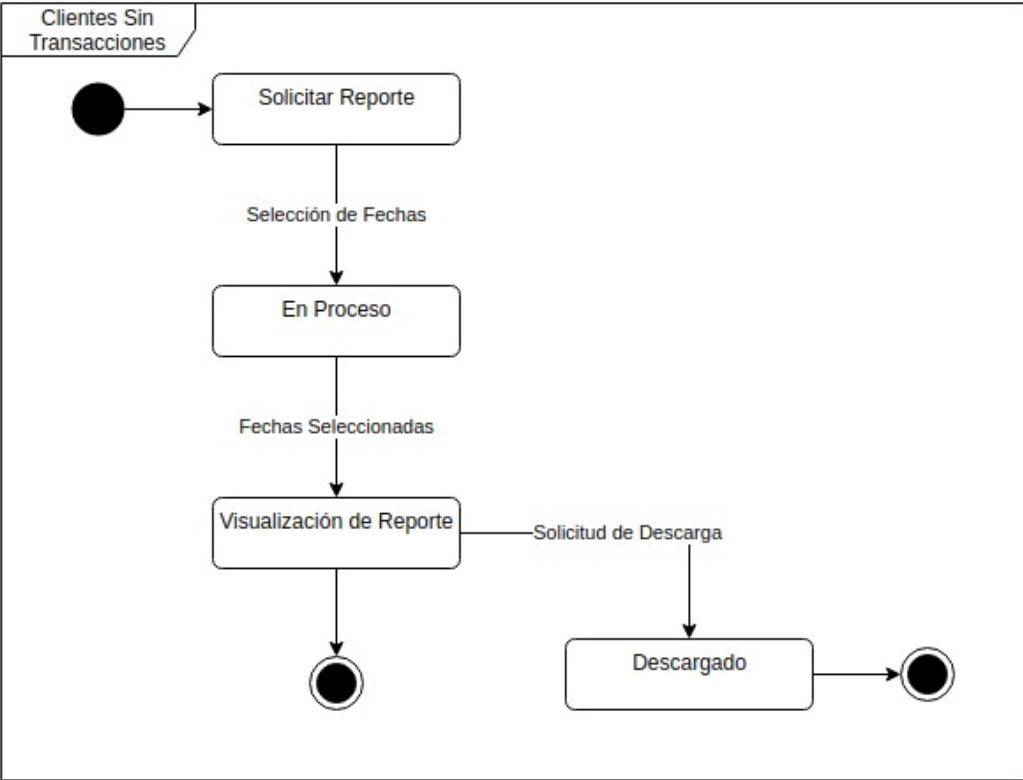 Clientes Sin
Transacciones
Solicitar Reporte
Selección de Fechas
En Proceso
Fechas Seleccionadas
Visualización de Reporte
Solicitud de Descarga
Descargado